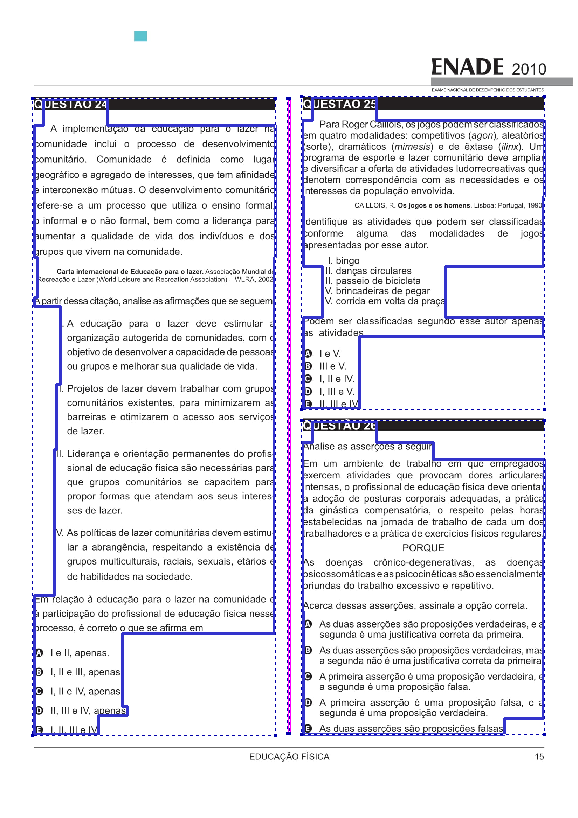 ENADE 2010
EXAME NACIONAL DE DESEMPENHO DOS ESTUDANTES
QUESTÃO 24
A implementação da educação para o lazer na
comunidade inclui o processo de desenvolvimento
comunitário. Comunidade é definida como lugar
geográfico e agregado de interesses, que tem afinidade
e interconexão mútuas. O desenvolvimento comunitário
refere-se a um processo que utiliza o ensino formal,
o informal e o não formal, bem como a liderança para
aumentar a qualidade de vida dos indivíduos e dos
grupos que vivem na comunidade.
Carta internacional de Educação para o lazer. Associação Mundial de
Recreação e Lazer (World Leisure and Recreation Association) – WLRA, 2002
A partir dessa citação, analise as afirmações que se seguem.
I. A educação para o lazer deve estimular a
organização autogerida de comunidades, com o
objetivo de desenvolver a capacidade de pessoas
ou grupos e melhorar sua qualidade de vida.
II. Projetos de lazer devem trabalhar com grupos
comunitários existentes, para minimizarem as
barreiras e otimizarem o acesso aos serviços
de lazer.
III. Liderança e orientação permanentes do profis-
sional de educação física são necessárias para
que grupos comunitários se capacitem para
propor formas que atendam aos seus interes-
ses de lazer.
IV. As políticas de lazer comunitárias devem estimu-
lar a abrangência, respeitando a existência de
grupos multiculturais, raciais, sexuais, etários e
de habilidades na sociedade.
Em relação à educação para o lazer na comunidade e
à participação do profissional de educação física nesse
processo, é correto o que se afirma em
A I e II, apenas.
B I, II e III, apenas.
C I, II e IV, apenas.
D II, III e IV, apenas.
E I, II, III e IV.
QUESTÃO 25
Para Roger Caillois, os jogos podem ser classificados
em quatro modalidades: competitivos (agon), aleatórios
(sorte), dramáticos (mimesis) e de êxtase (ilinx). Um
programa de esporte e lazer comunitário deve ampliar
e diversificar a oferta de atividades ludorrecreativas que
denotem correspondência com as necessidades e os
interesses da população envolvida.
CAILLOIS, R. Os jogos e os homens. Lisboa: Portugal, 1990.
Identifique as atividades que podem ser classificadas
conforme alguma das modalidades de jogos
apresentadas por esse autor.
I. bingo
II. danças circulares
III. passeio de bicicleta
IV. brincadeiras de pegar
V. corrida em volta da praça
Podem ser classificadas segundo esse autor apenas
as atividades
A I e V.
B III e V.
C I, II e IV.
D I, III e V.
E II, III e IV.
QUESTÃO 26
Analise as asserções a seguir.
Em um ambiente de trabalho em que empregados
exercem atividades que provocam dores articulares
intensas, o profissional de educação física deve orientar
a adoção de posturas corporais adequadas, a prática
da ginástica compensatória, o respeito pelas horas
estabelecidas na jornada de trabalho de cada um dos
trabalhadores e a prática de exercícios físicos regulares,
PORQUE
As doenças crônico-degenerativas, as doenças
psicossomáticas e as psicocinéticas são essencialmente
oriundas do trabalho excessivo e repetitivo.
Acerca dessas asserções, assinale a opção correta.
A As duas asserções são proposições verdadeiras, e a
segunda é uma justificativa correta da primeira.
B As duas asserções são proposições verdadeiras, mas
a segunda não é uma justificativa correta da primeira.
C A primeira asserção é uma proposição verdadeira, e
a segunda é uma proposição falsa.
D A primeira asserção é uma proposição falsa, e a
segunda é uma proposição verdadeira.
E As duas asserções são proposições falsas.
EDUCAÇÃO FÍSICA 15